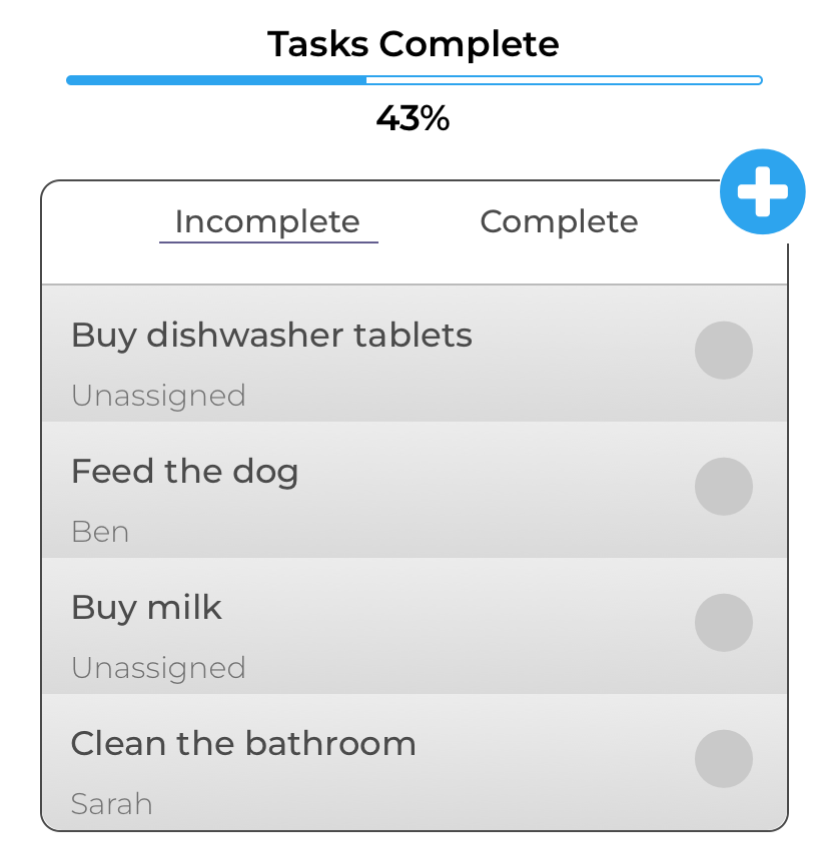 Tasks Complete
43%
Incomplete Complete
Buy dishwasher tablets
Unassigned
Feed the dog
Ben
Buy milk
Unassigned
Clean the bathroom
Sarah